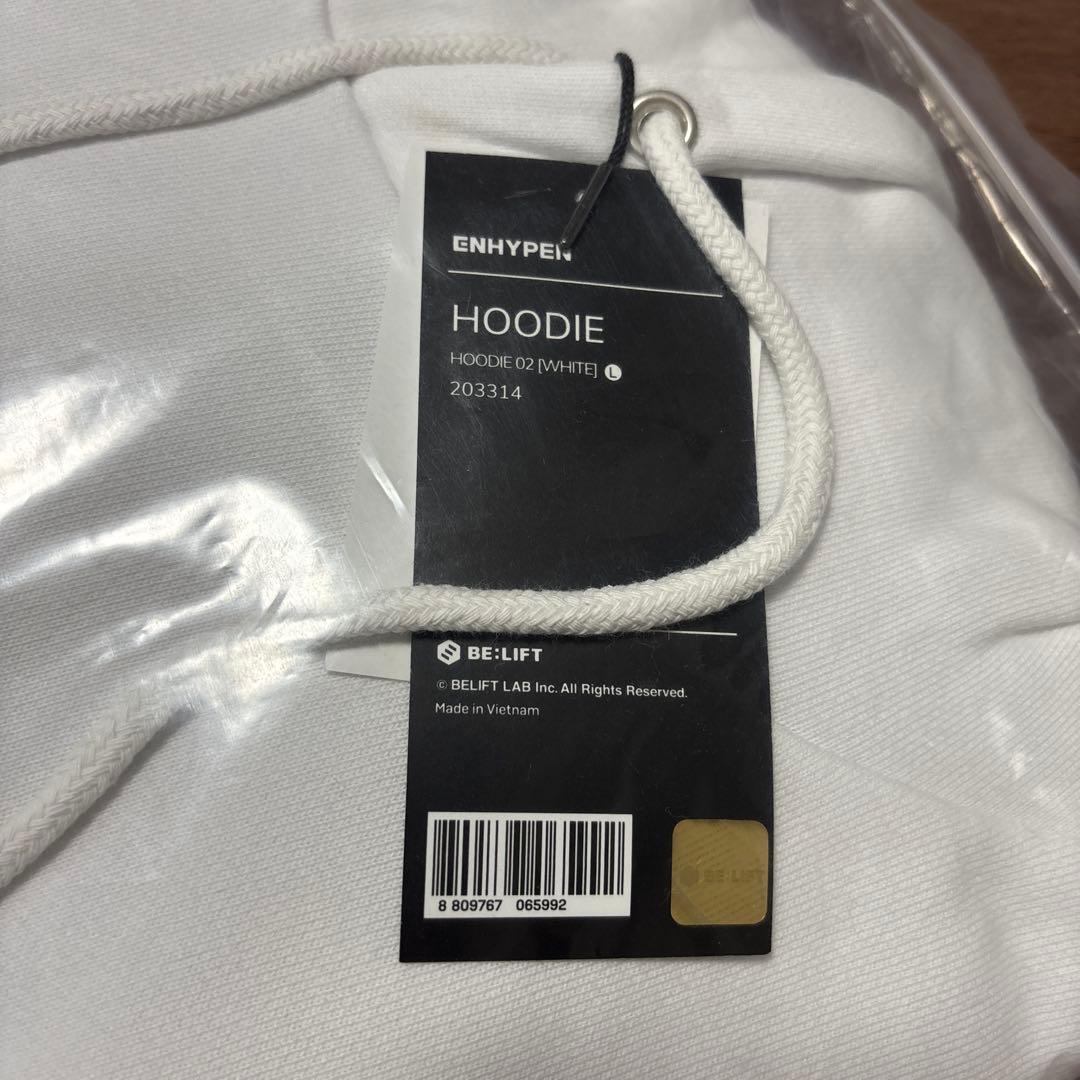 ENHYPEN
HOODIE
HOODIE 02 [WHITE] L
203314
BE:LIFT
© BELIFT LAB Inc. All Rights Reserved.
Made in Vietnam
8 809767 065992
BE:LIFT